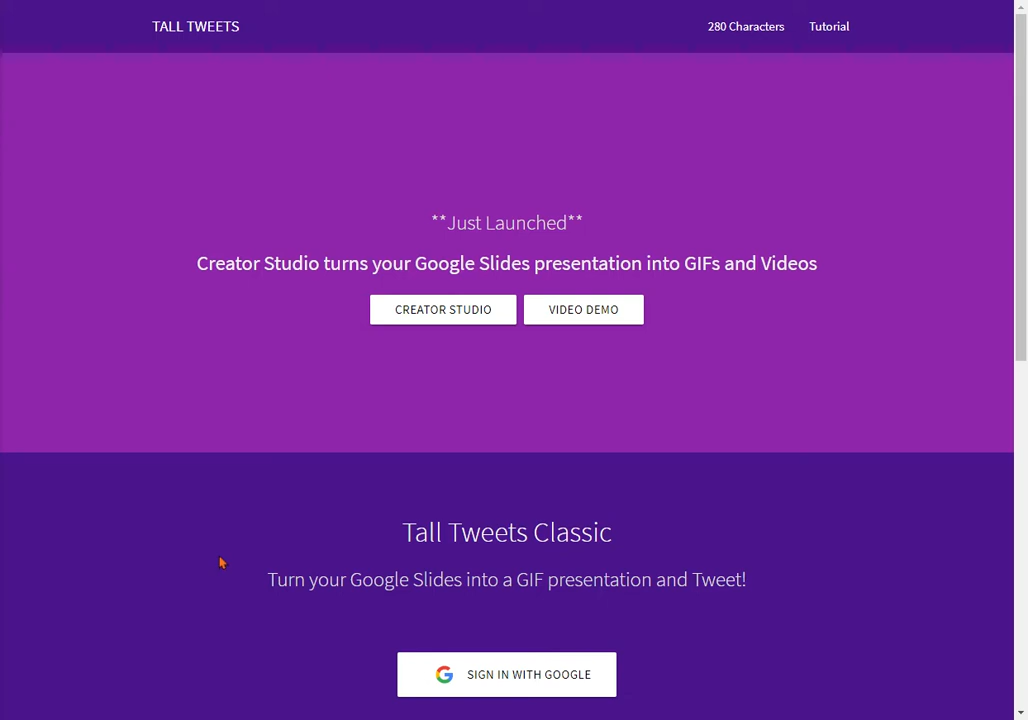 TALL TWEETS
280 Characters
Tutorial
**Just Launched**
Creator Studio turns your Google Slides presentation into GIFs and Videos
CREATOR STUDIO
VIDEO DEMO
Tall Tweets Classic
Turn your Google Slides into a GIF presentation and Tweet!
SIGN IN WITH GOOGLE